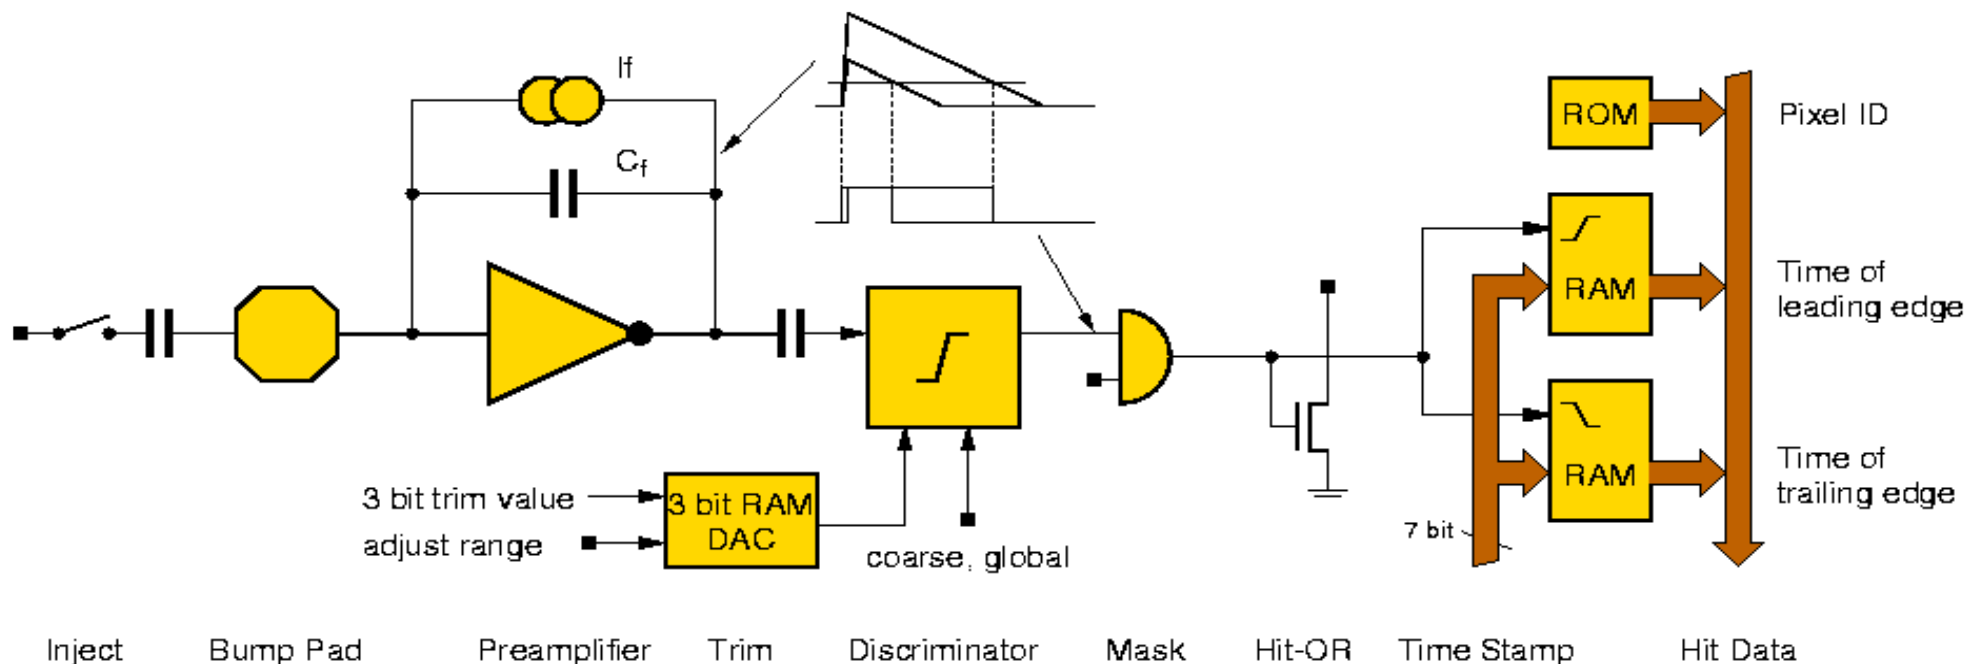 If
Cf
ROM
Pixel ID
RAM
Time of
leading edge
RAM
Time of
trailing edge
7 bit
3 bit trim value
adjust range
3 bit RAM
DAC
coarse, global
Inject Bump Pad Preamplifier Trim Discriminator Mask Hit-OR Time Stamp Hit Data